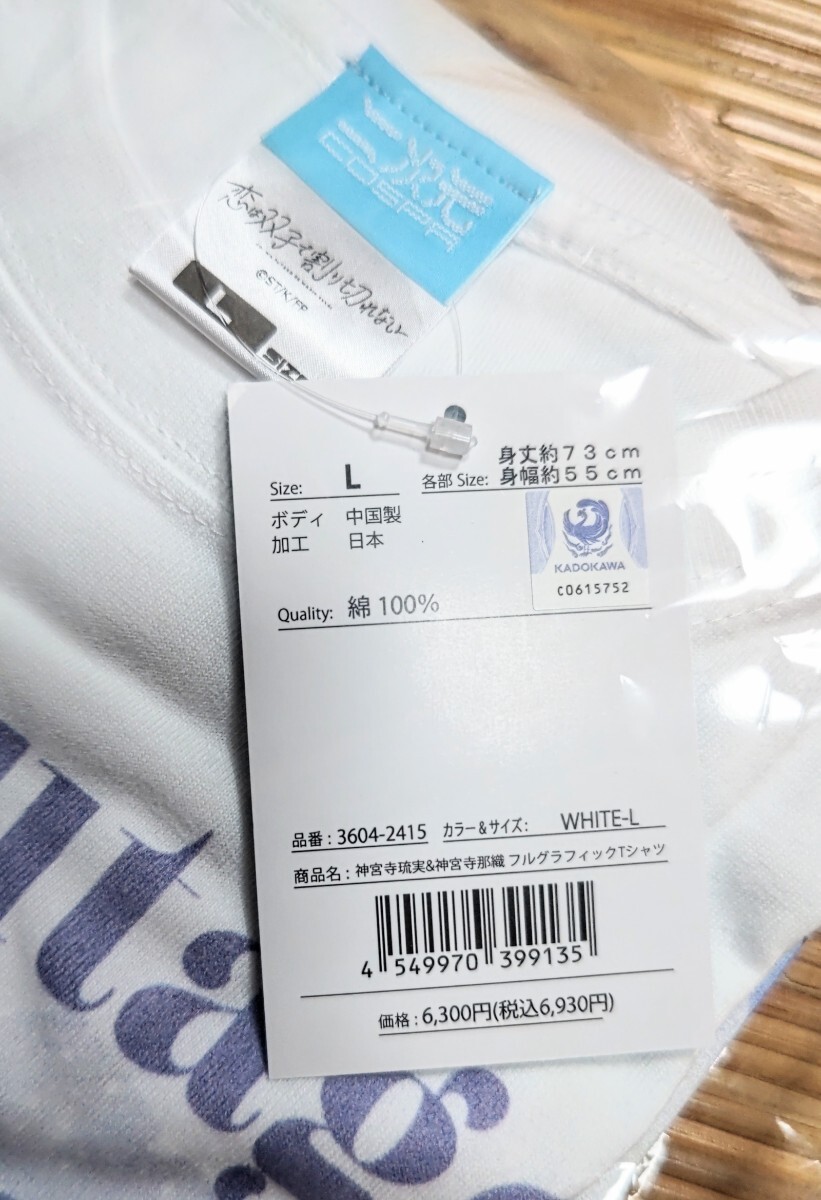 二次元
COSPA
恋は双子で割り切れない
©ST/K/FP
L
SIZE
Size: L
各部 Size: 身丈約73cm
身幅約55cm
ボディ 中国製
加工 日本
KADOKAWA
C0615752
Quality: 綿 100%
品番 : 3604-2415 カラー&サイズ: WHITE-L
商品名 : 神宮寺琉実&神宮寺那織 フルグラフィックTシャツ
4 549970 399135
価格 : 6,300円(税込6,930円)